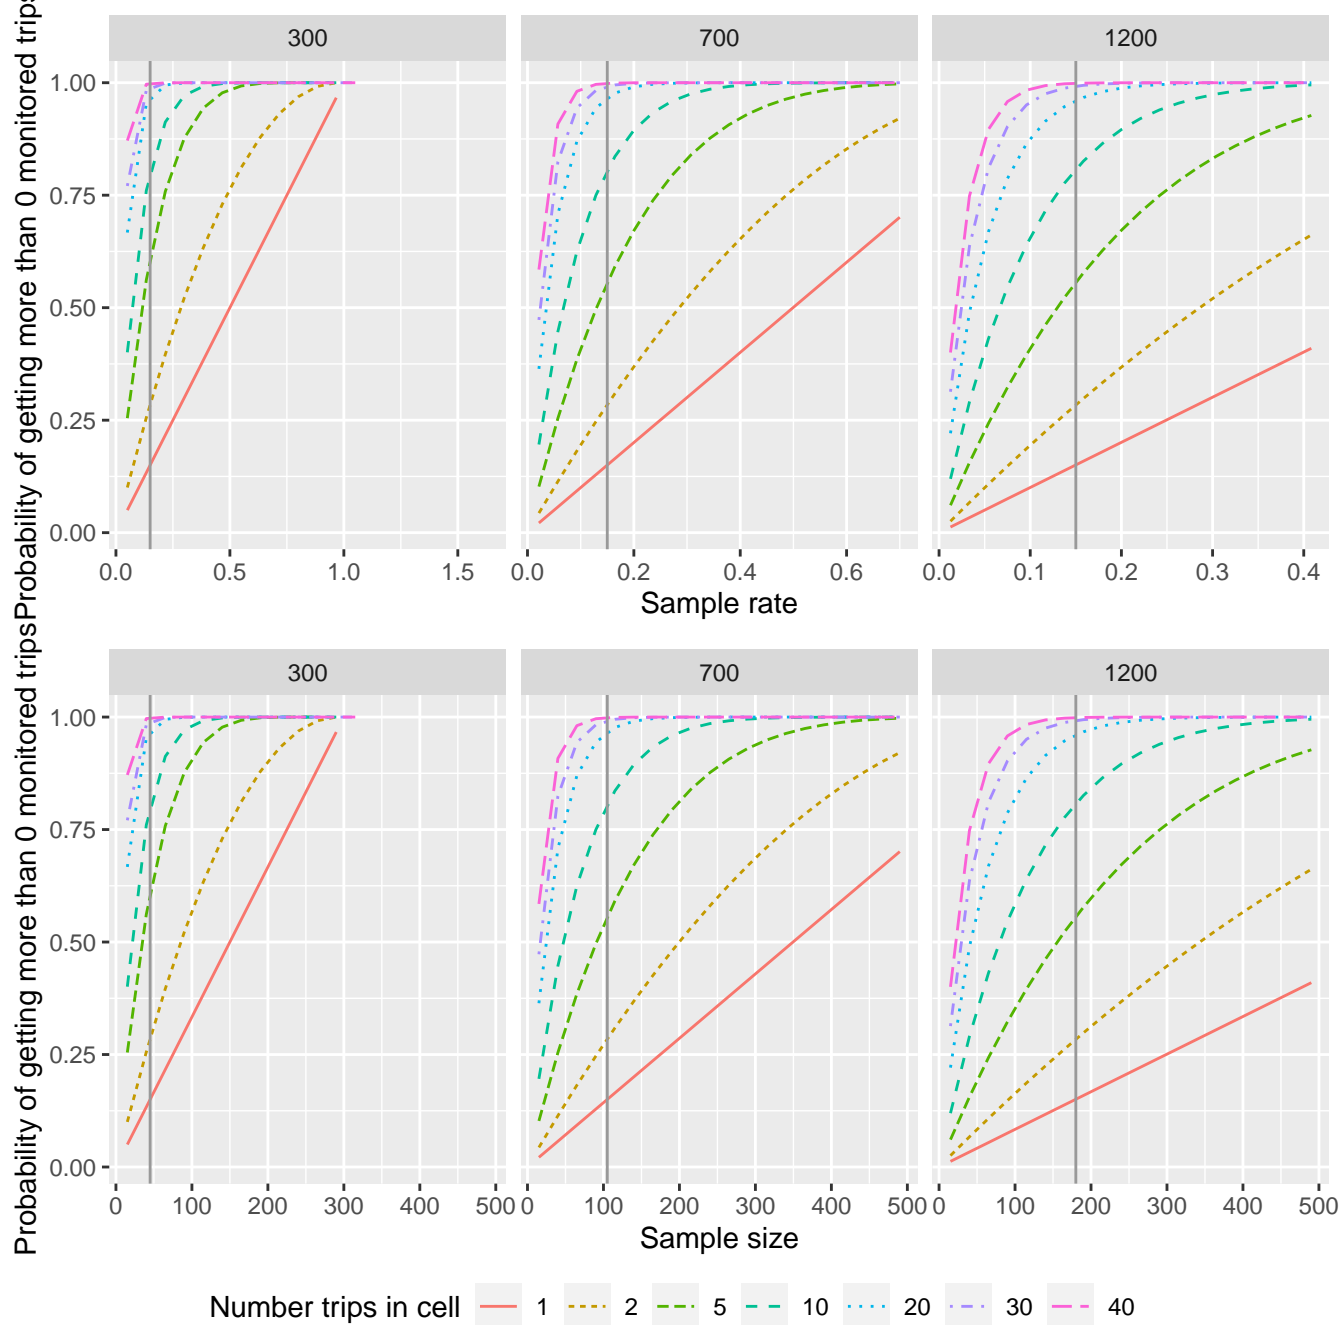 Probability of getting more than 0 monitored trips
300
700
1200
1.00
0.75
0.50
0.25
0.00
0.0 0.5 1.0 1.5
0.0 0.2 0.4 0.6
0.0 0.1 0.2 0.3 0.4
Sample rate
Probability of getting more than 0 monitored trips
300
700
1200
1.00
0.75
0.50
0.25
0.00
0 100 200 300 400 500
0 100 200 300 400 500
0 100 200 300 400 500
Sample size
Number trips in cell 1 2 5 10 20 30 40